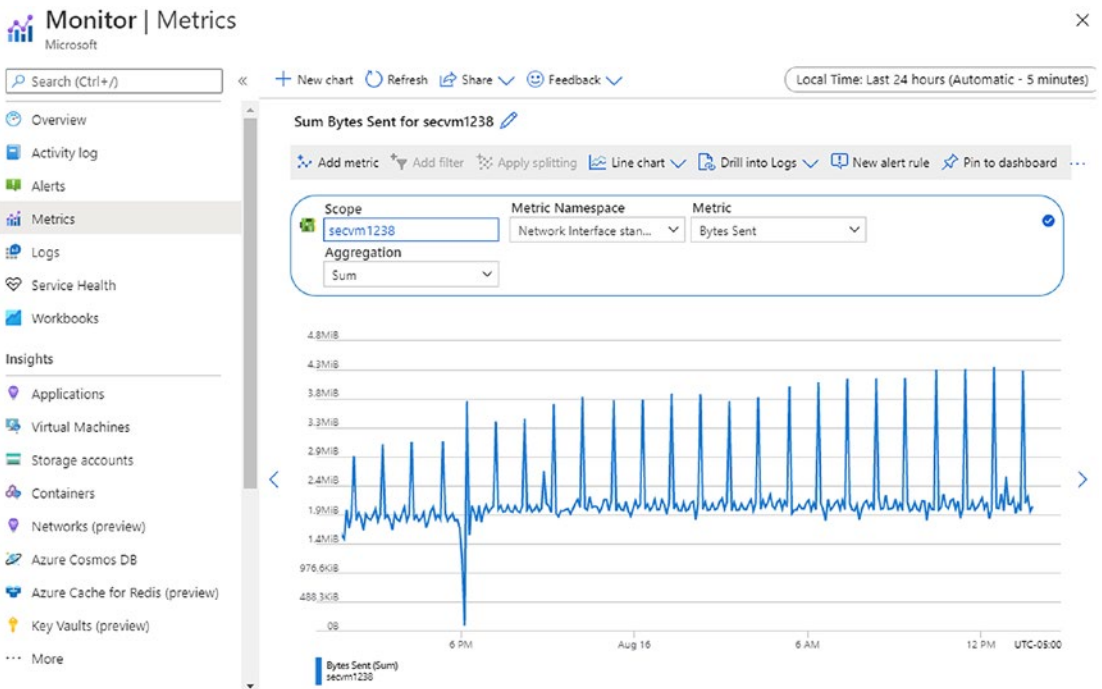 Monitor | Metrics
Microsoft
Search (Ctrl+/)
«
Overview
Activity log
Alerts
Metrics
Logs
Service Health
Workbooks
Insights
Applications
Virtual Machines
Storage accounts
Containers
Networks (preview)
Azure Cosmos DB
Azure Cache for Redis (preview)
Key Vaults (preview)
More
New chart Refresh Share Feedback
Local Time: Last 24 hours (Automatic - 5 minutes)
Sum Bytes Sent for secvm1238
Add metric Add filter Apply splitting Line chart Drill into Logs New alert rule Pin to dashboard ...
Scope Metric Namespace Metric
secvm1238 Network Interface stan... Bytes Sent
Aggregation
Sum
4.8MiB
4.3MiB
3.8MiB
3.3MiB
2.9MiB
2.4MiB
1.9MiB
1.4MiB
976.6KiB
488.3KiB
0B
6 PM Aug 16 6 AM 12 PM UTC-05:00
Bytes Sent (Sum)
secvm1238